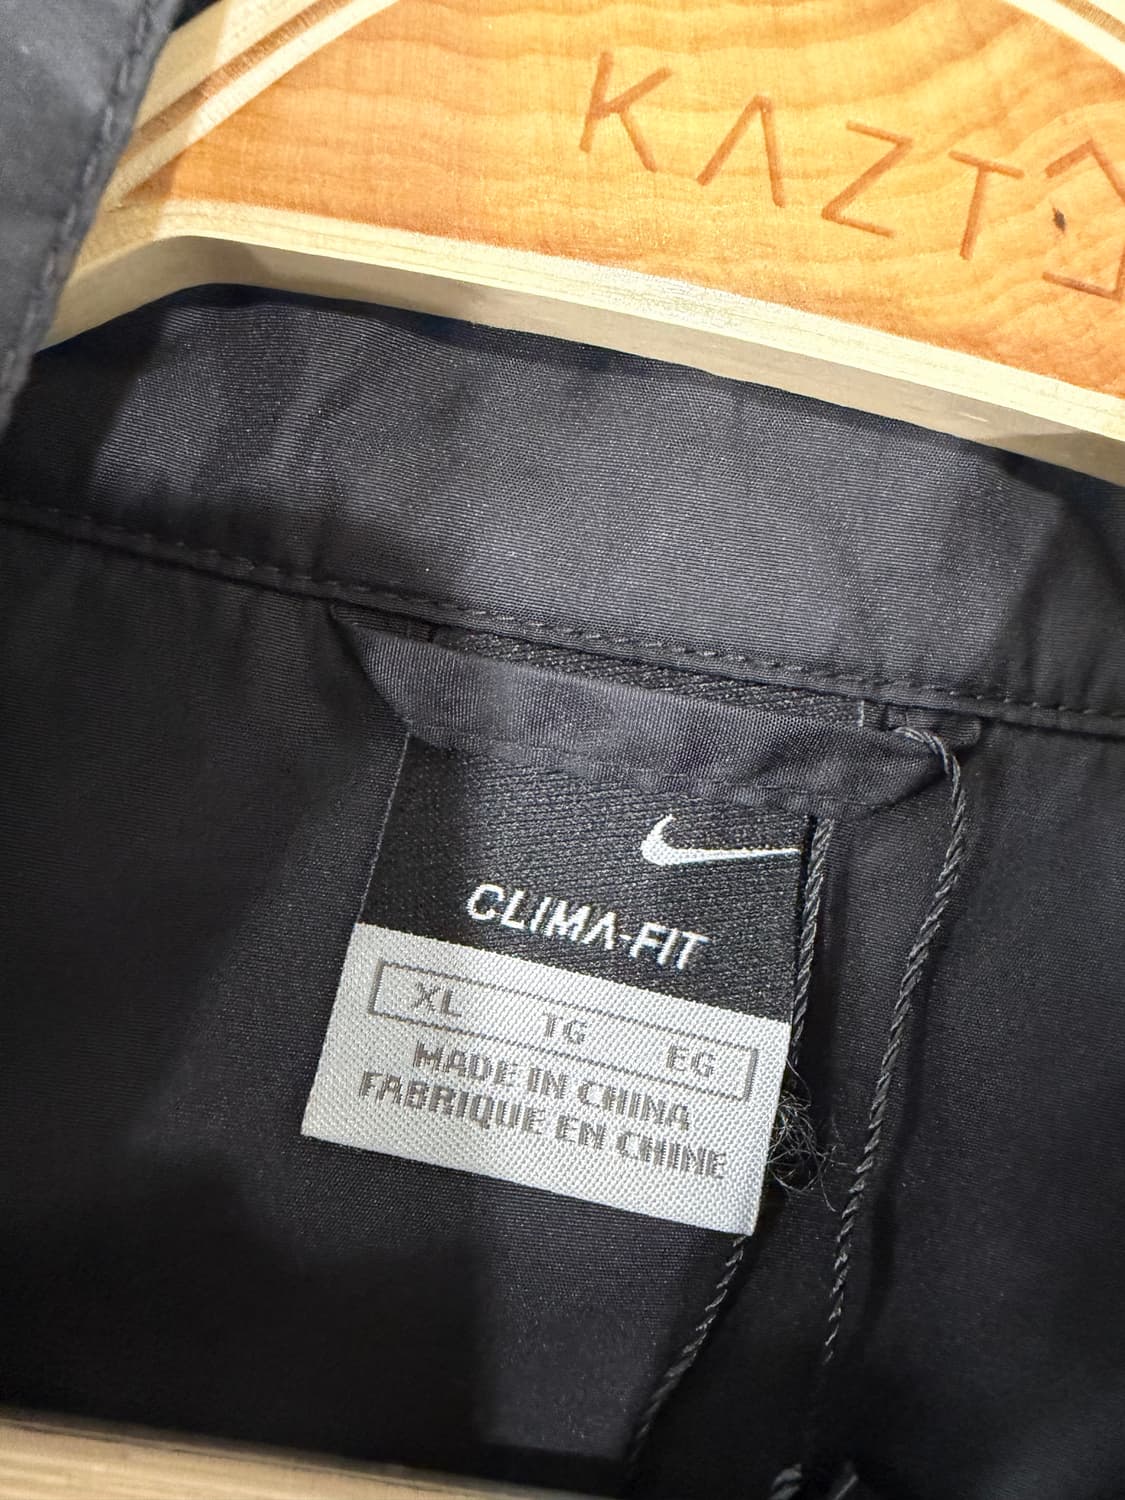 KAZT
CLIMA-FIT
XL TG EG
MADE IN CHINA
FABRIQUE EN CHINE